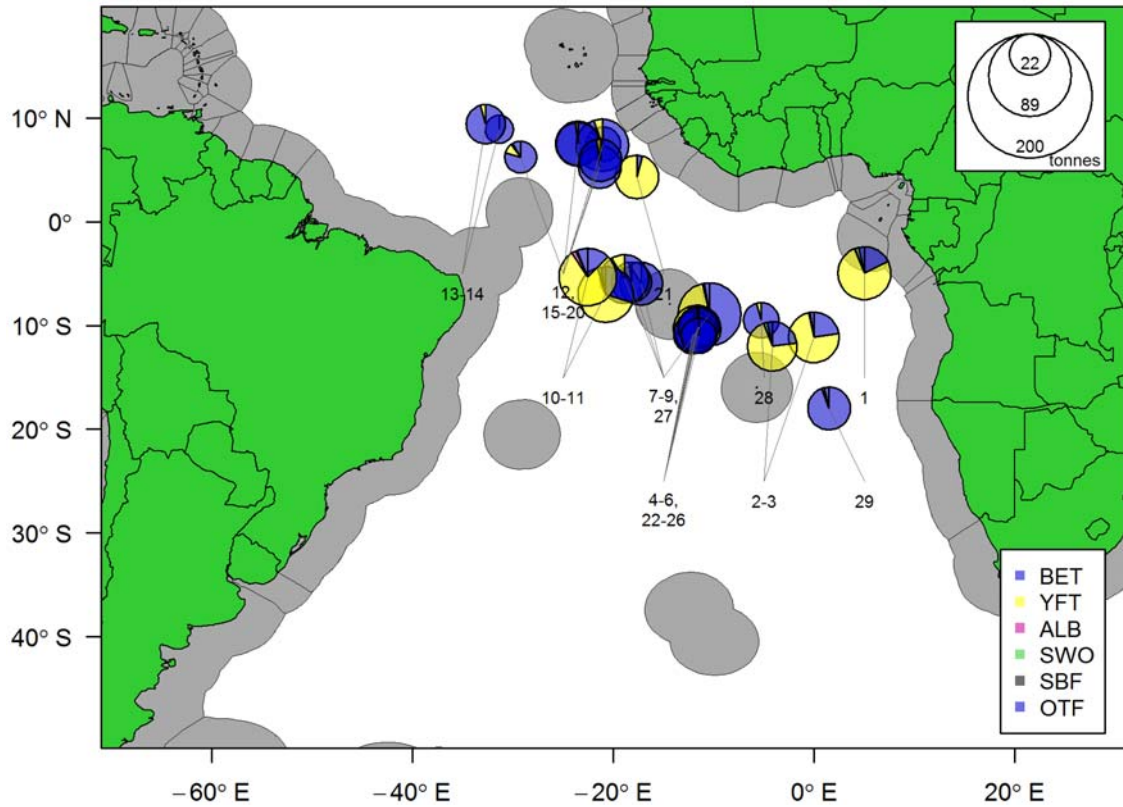 22
89
200
tonnes
10° N
0°
10° S
20° S
30° S
40° S
13-14
12,
15-20
21
10-11
7-9,
27
28
1
4-6,
22-26
2-3
29
BET
YFT
ALB
SWO
SBF
OTF
−60° E
−40° E
−20° E
0° E
20° E